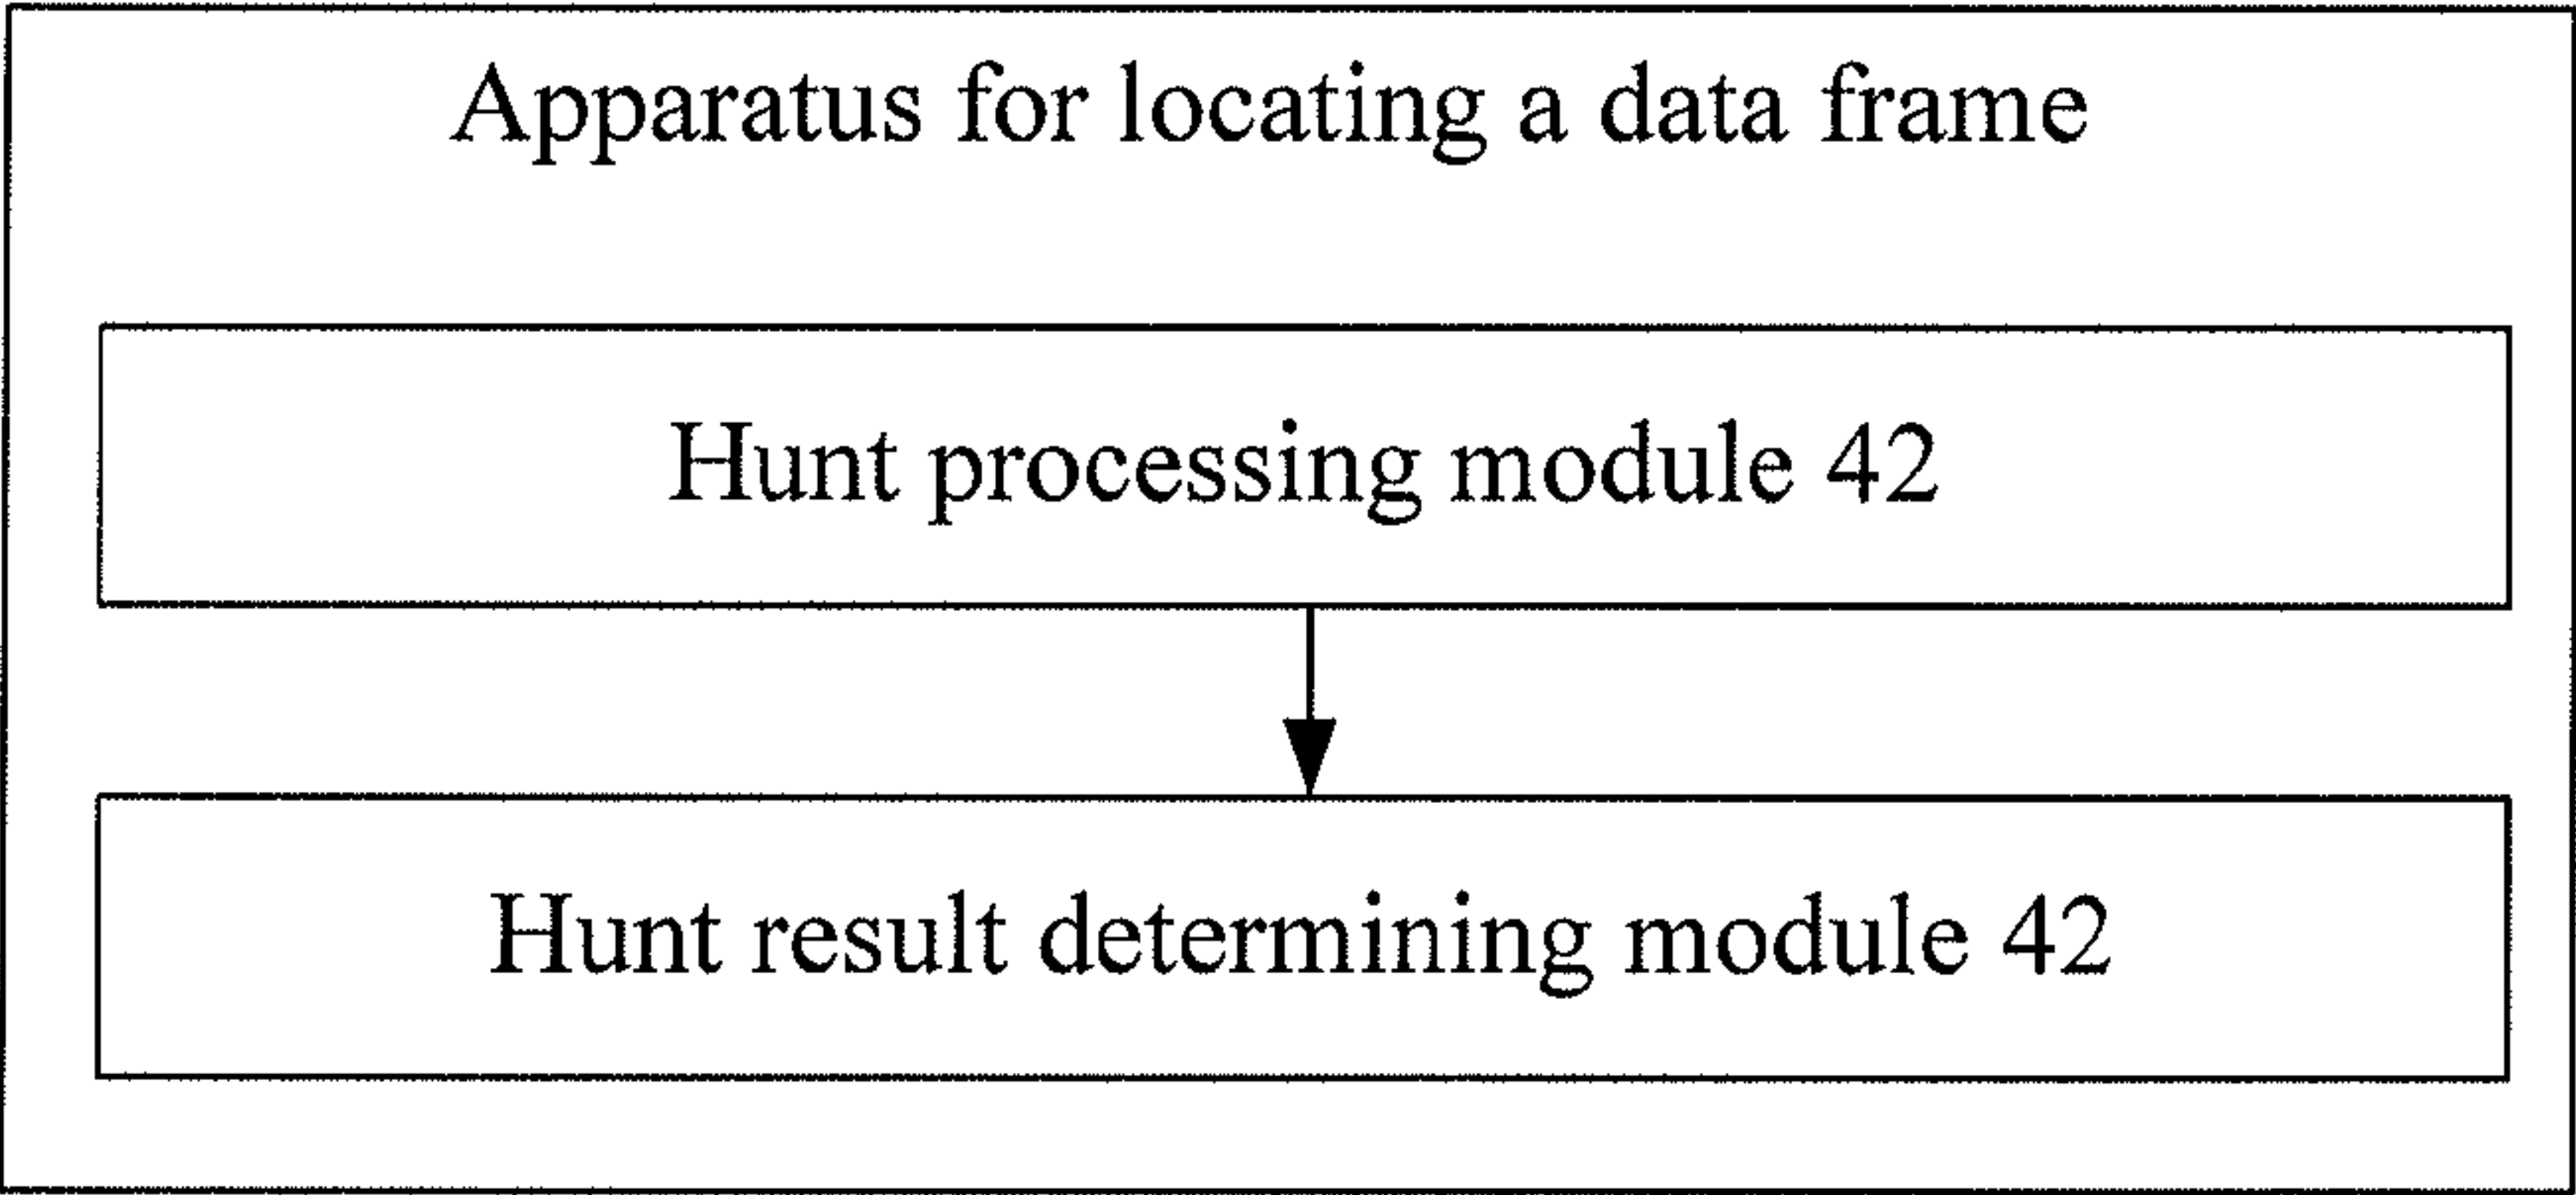 Apparatus for locating a data frame
Hunt processing module 42
Hunt result determining module 42